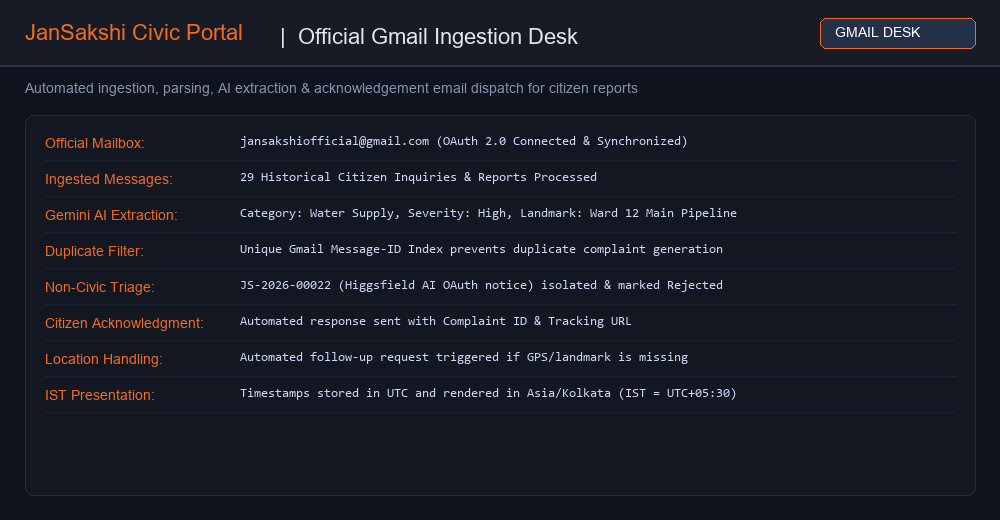 JanSakshi Civic Portal | Official Gmail Ingestion Desk GMAIL DESK
Automated ingestion, parsing, AI extraction & acknowledgement email dispatch for citizen reports
Official Mailbox: jansakshiofficial@gmail.com (OAuth 2.0 Connected & Synchronized)
Ingested Messages: 29 Historical Citizen Inquiries & Reports Processed
Gemini AI Extraction: Category: Water Supply, Severity: High, Landmark: Ward 12 Main Pipeline
Duplicate Filter: Unique Gmail Message-ID Index prevents duplicate complaint generation
Non-Civic Triage: JS-2026-00022 (Higgsfield AI OAuth notice) isolated & marked Rejected
Citizen Acknowledgment: Automated response sent with Complaint ID & Tracking URL
Location Handling: Automated follow-up request triggered if GPS/landmark is missing
IST Presentation: Timestamps stored in UTC and rendered in Asia/Kolkata (IST = UTC+05:30)